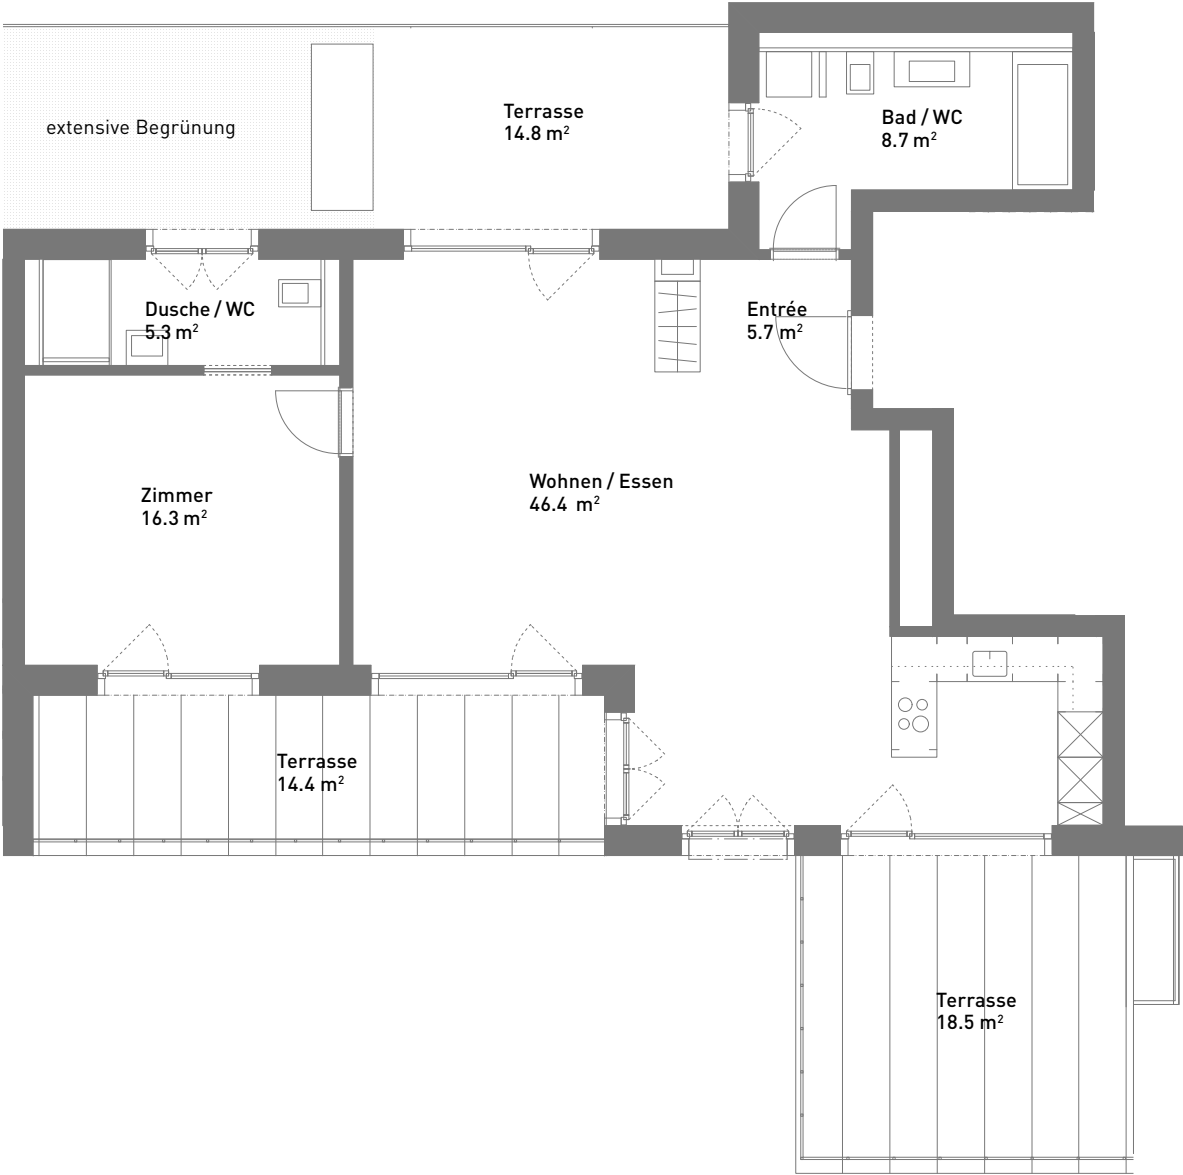 Terrasse
14.8 m²
Bad / WC
8.7 m²
extensive Begrünung
Dusche / WC
5.3 m²
Entrée
5.7 m²
Wohnen / Essen
46.4 m²
Zimmer
16.3 m²
Terrasse
14.4 m²
Terrasse
18.5 m²